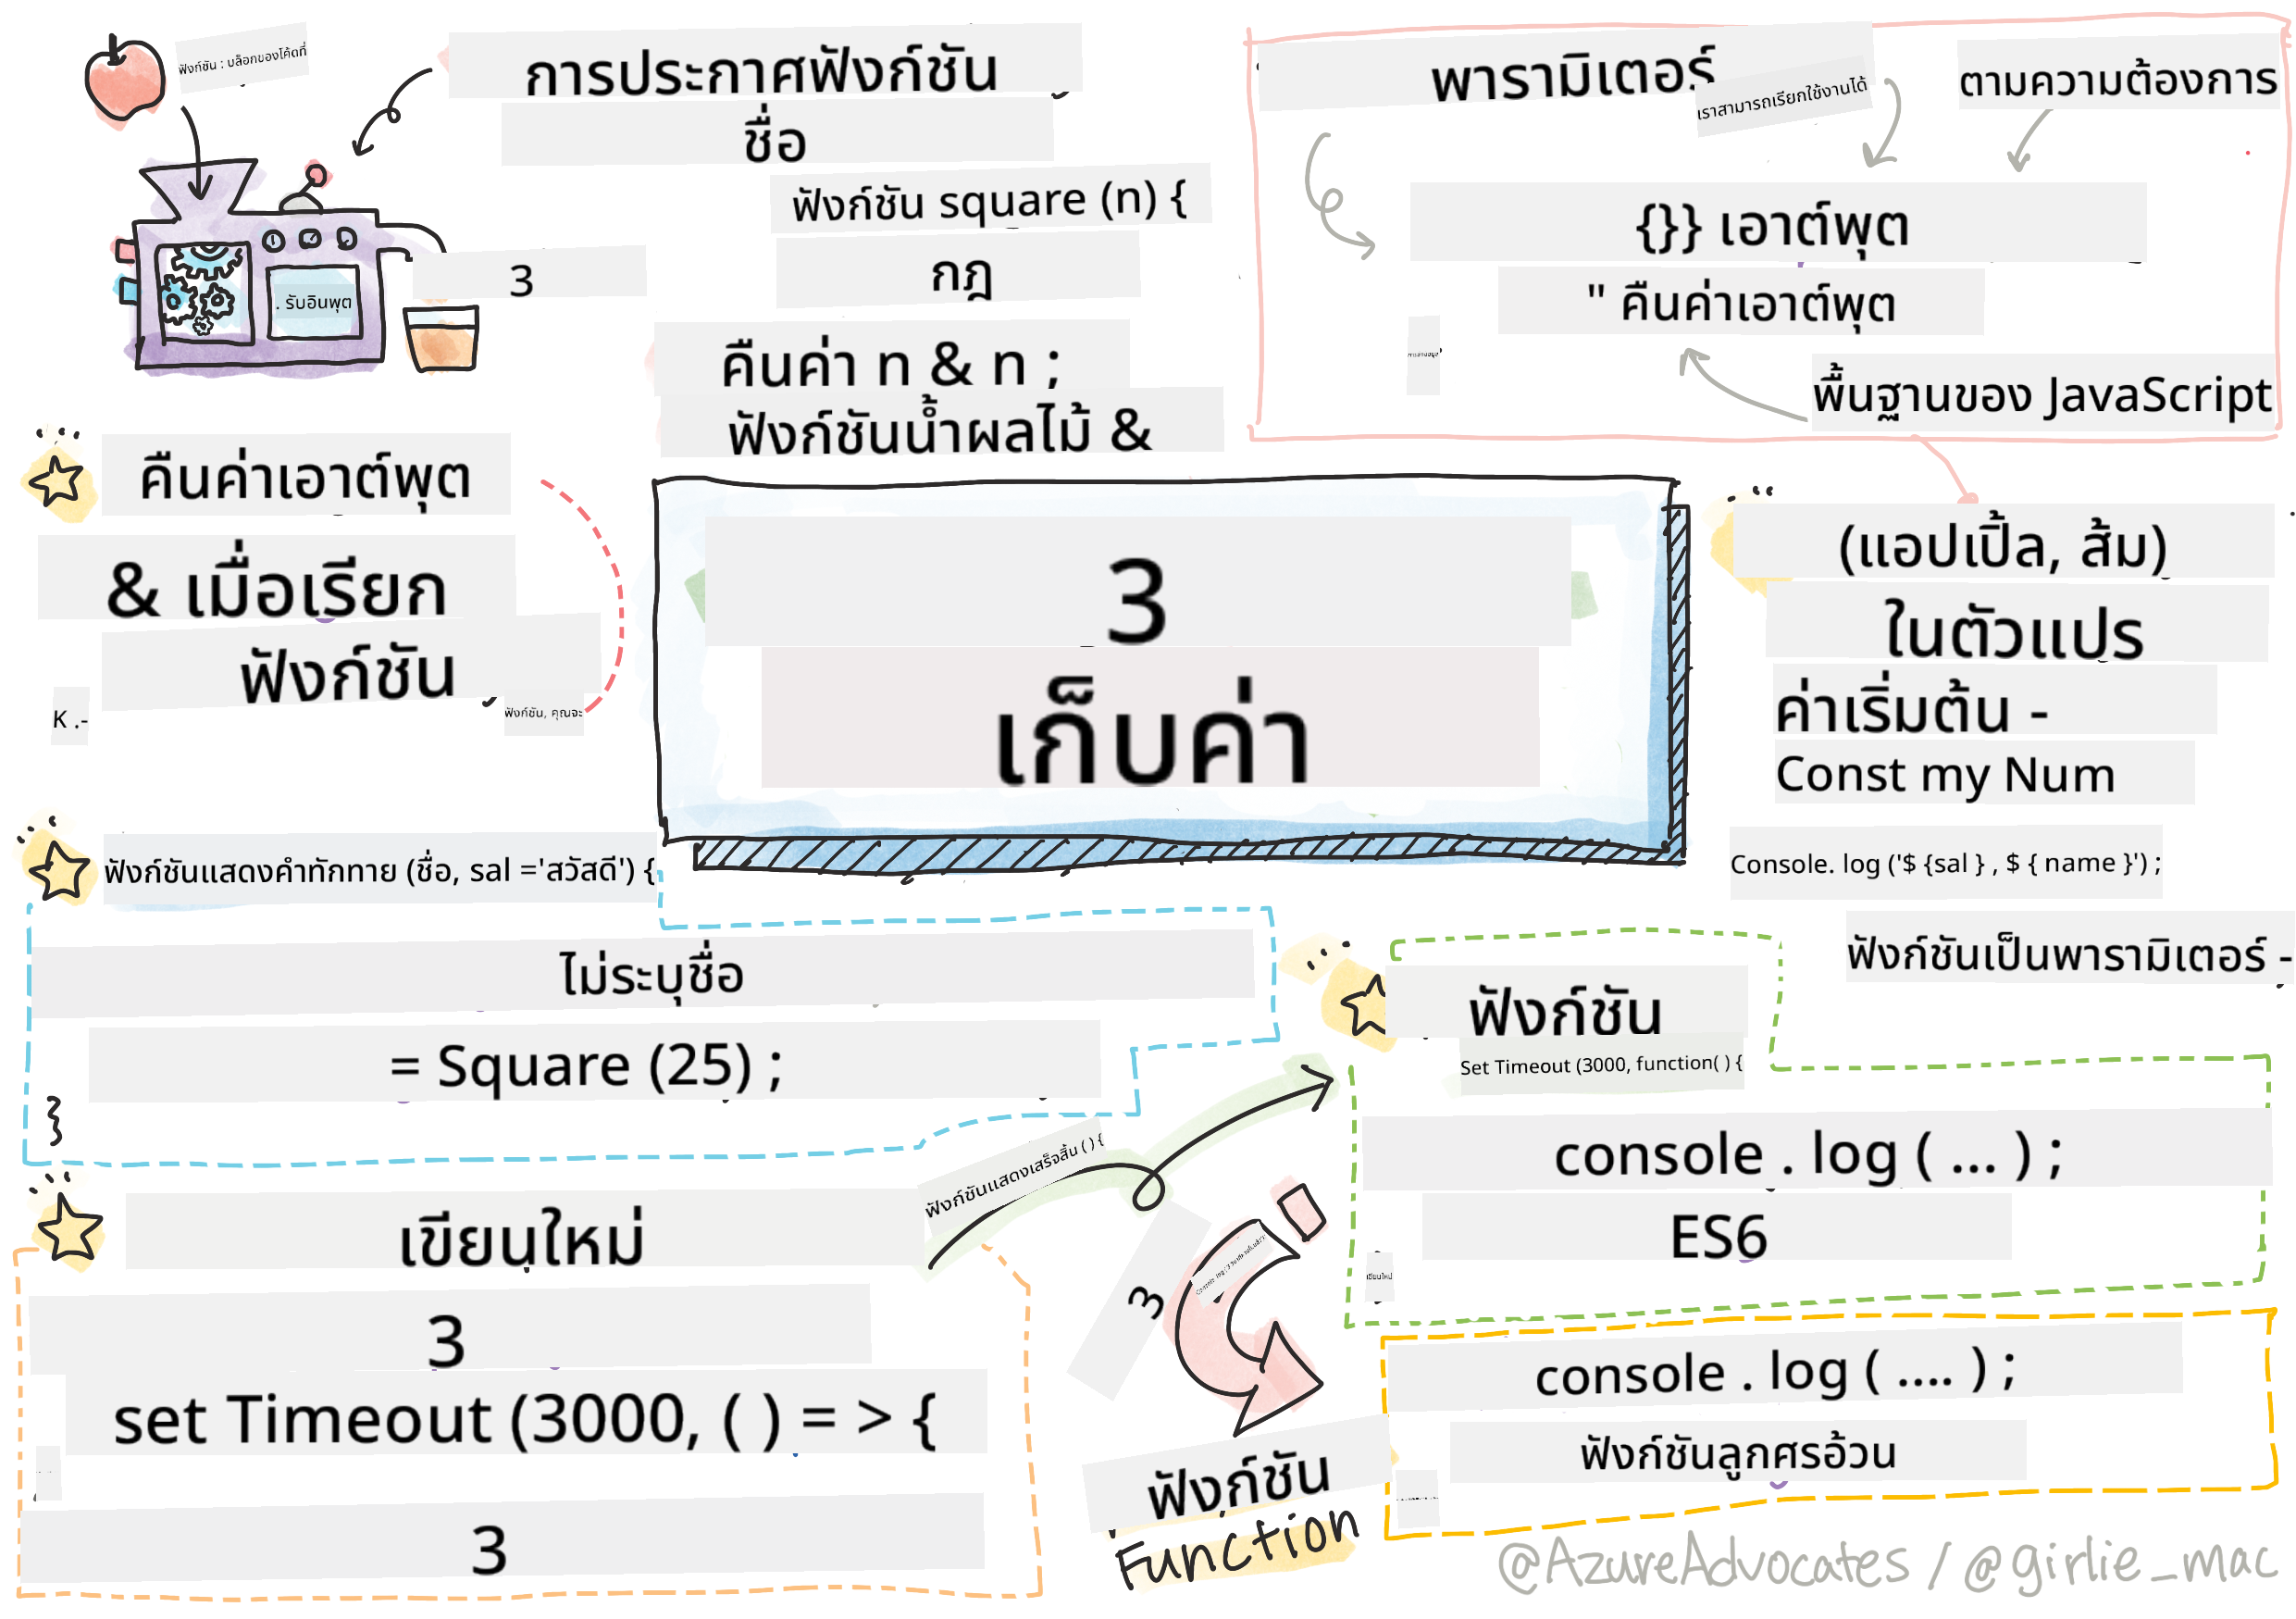 ฟังก์ชัน : บล็อกของโค้ดที่
การประกาศฟังก์ชัน
ชื่อ
ฟังก์ชัน square (n) {
กฎ
3
. รับอินพุต
คืนค่า n & n ;
ฟังก์ชันน้ำผลไม้ &
พารามิเตอร์
เราสามารถเรียกใช้งานได้
ตามความต้องการ
{}} เอาต์พุต
" คืนค่าเอาต์พุต
พื้นฐานของ JavaScript
คืนค่าเอาต์พุต
& เมื่อเรียก
ฟังก์ชัน
K .-
ฟังก์ชัน, คุณจะ
3
เก็บค่า
(แอปเปิ้ล, ส้ม)
ในตัวแปร
ค่าเริ่มต้น -
Const my Num
Console. log ('$ {sal } , $ { name }') ;
ฟังก์ชันเป็นพารามิเตอร์ -
ฟังก์ชันแสดงคำทักทาย (ชื่อ, sal ='สวัสดี') {
ไม่ระบุชื่อ
= Square (25) ;
}
ฟังก์ชัน
Set Timeout (3000, function( ) {
console . log ( ... ) ;
ES6
เขียนใหม่
ฟังก์ชันแสดงเสร็จสิ้น ( ) {
เขียนใหม่
3
set Timeout (3000, ( ) = > {
3
3
ฟังก์ชัน
Function
console . log ( .... ) ;
ฟังก์ชันลูกศรอ้วน
@AzureAdvocates / @girlie_mac